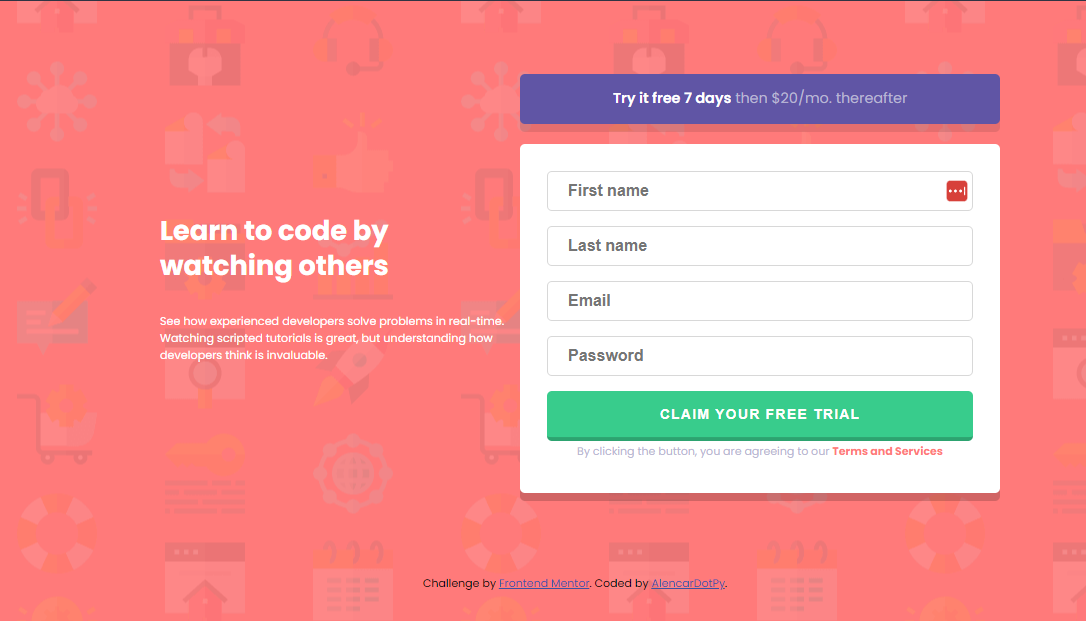 Try it free 7 days then $20/mo. thereafter
Learn to code by
watching others
See how experienced developers solve problems in real-time.
Watching scripted tutorials is great, but understanding how
developers think is invaluable.
First name
Last name
Email
Password
CLAIM YOUR FREE TRIAL
By clicking the button, you are agreeing to our Terms and Services
Challenge by Frontend Mentor. Coded by AlencarDotPy.